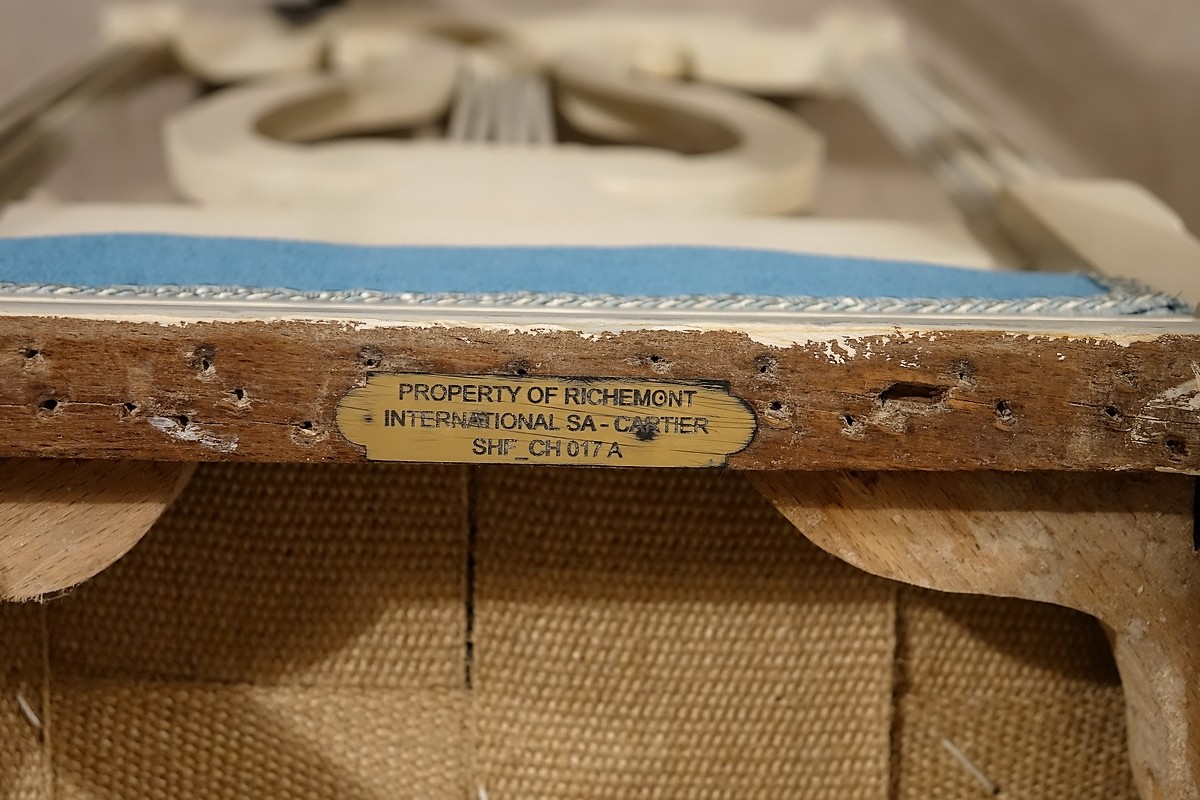 PROPERTY OF RICHEMONT
INTERNATIONAL SA - CARTIER
SHF_CH 017 A